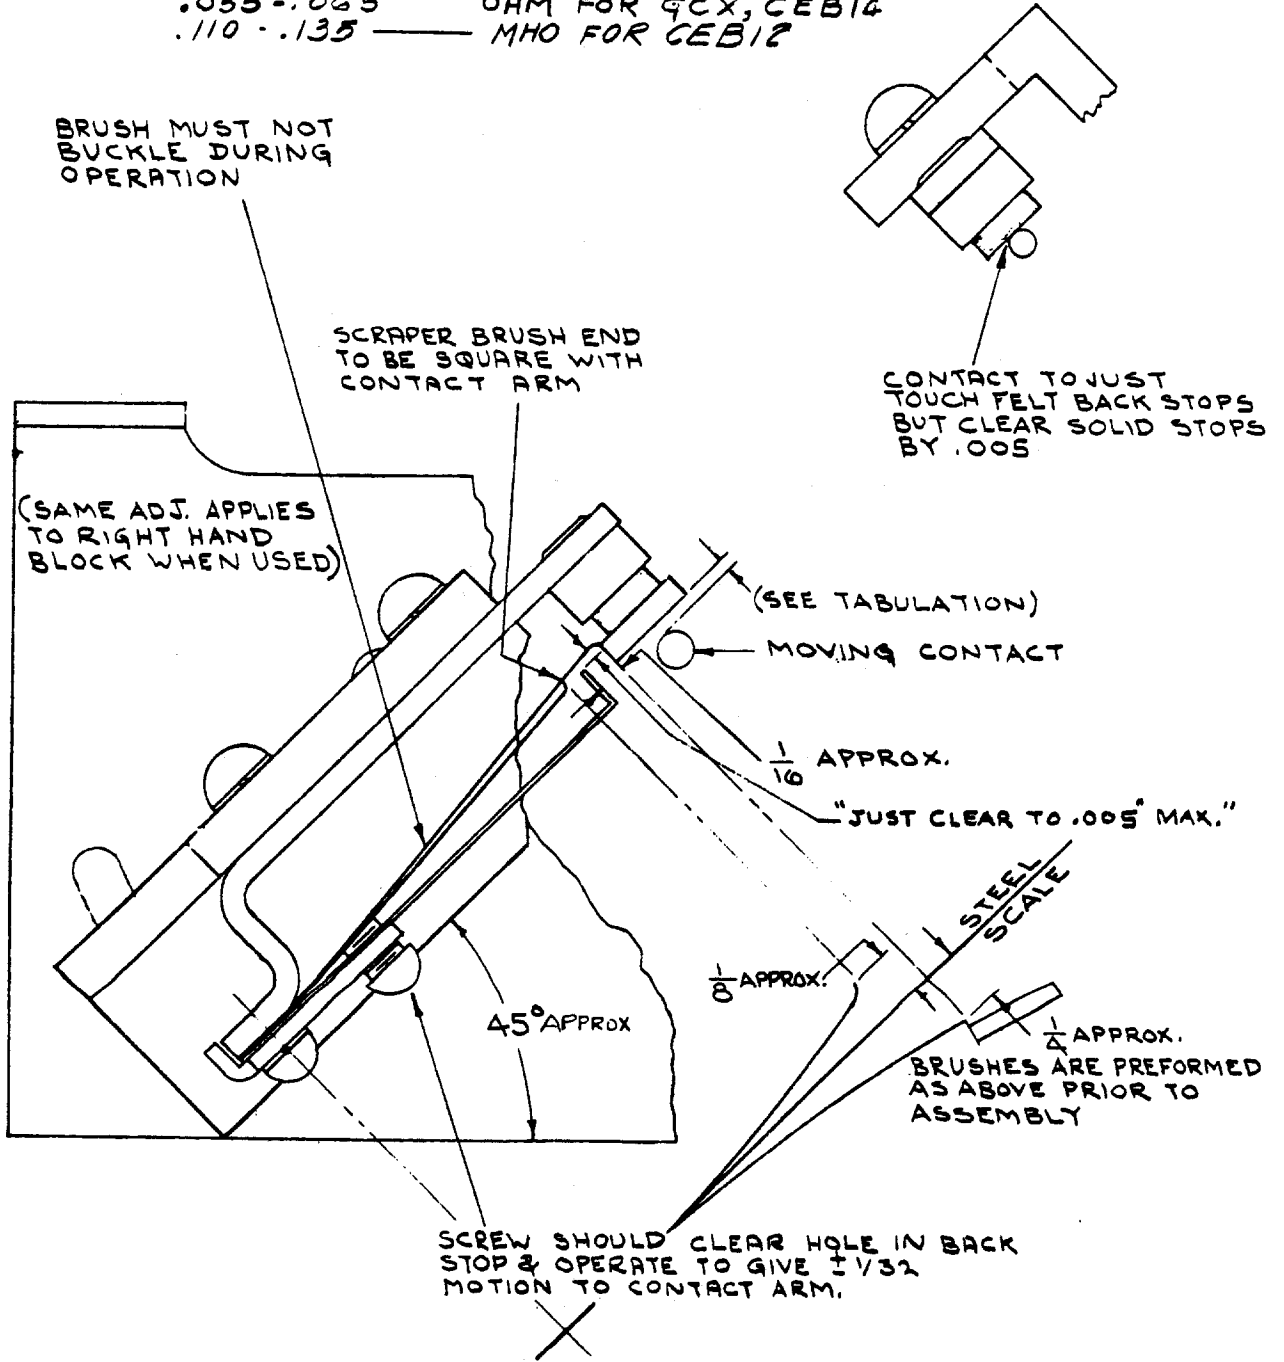 .055-.065 — OHM FOR GCX, CEB14
.110 - .135 — MHO FOR CEB12
BRUSH MUST NOT
BUCKLE DURING
OPERATION
SCRAPER BRUSH END
TO BE SQUARE WITH
CONTACT ARM
CONTACT TO JUST
TOUCH FELT BACK STOPS
BUT CLEAR SOLID STOPS
BY .005
(SAME ADJ. APPLIES
TO RIGHT HAND
BLOCK WHEN USED)
(SEE TABULATION)
MOVING CONTACT
1/16 APPROX.
"JUST CLEAR TO .005" MAX."
STEEL
SCALE
1/8 APPROX.
45° APPROX
1/4 APPROX.
BRUSHES ARE PREFORMED
AS ABOVE PRIOR TO
ASSEMBLY
SCREW SHOULD CLEAR HOLE IN BACK
STOP & OPERATE TO GIVE ± 1/32
MOTION TO CONTACT ARM.